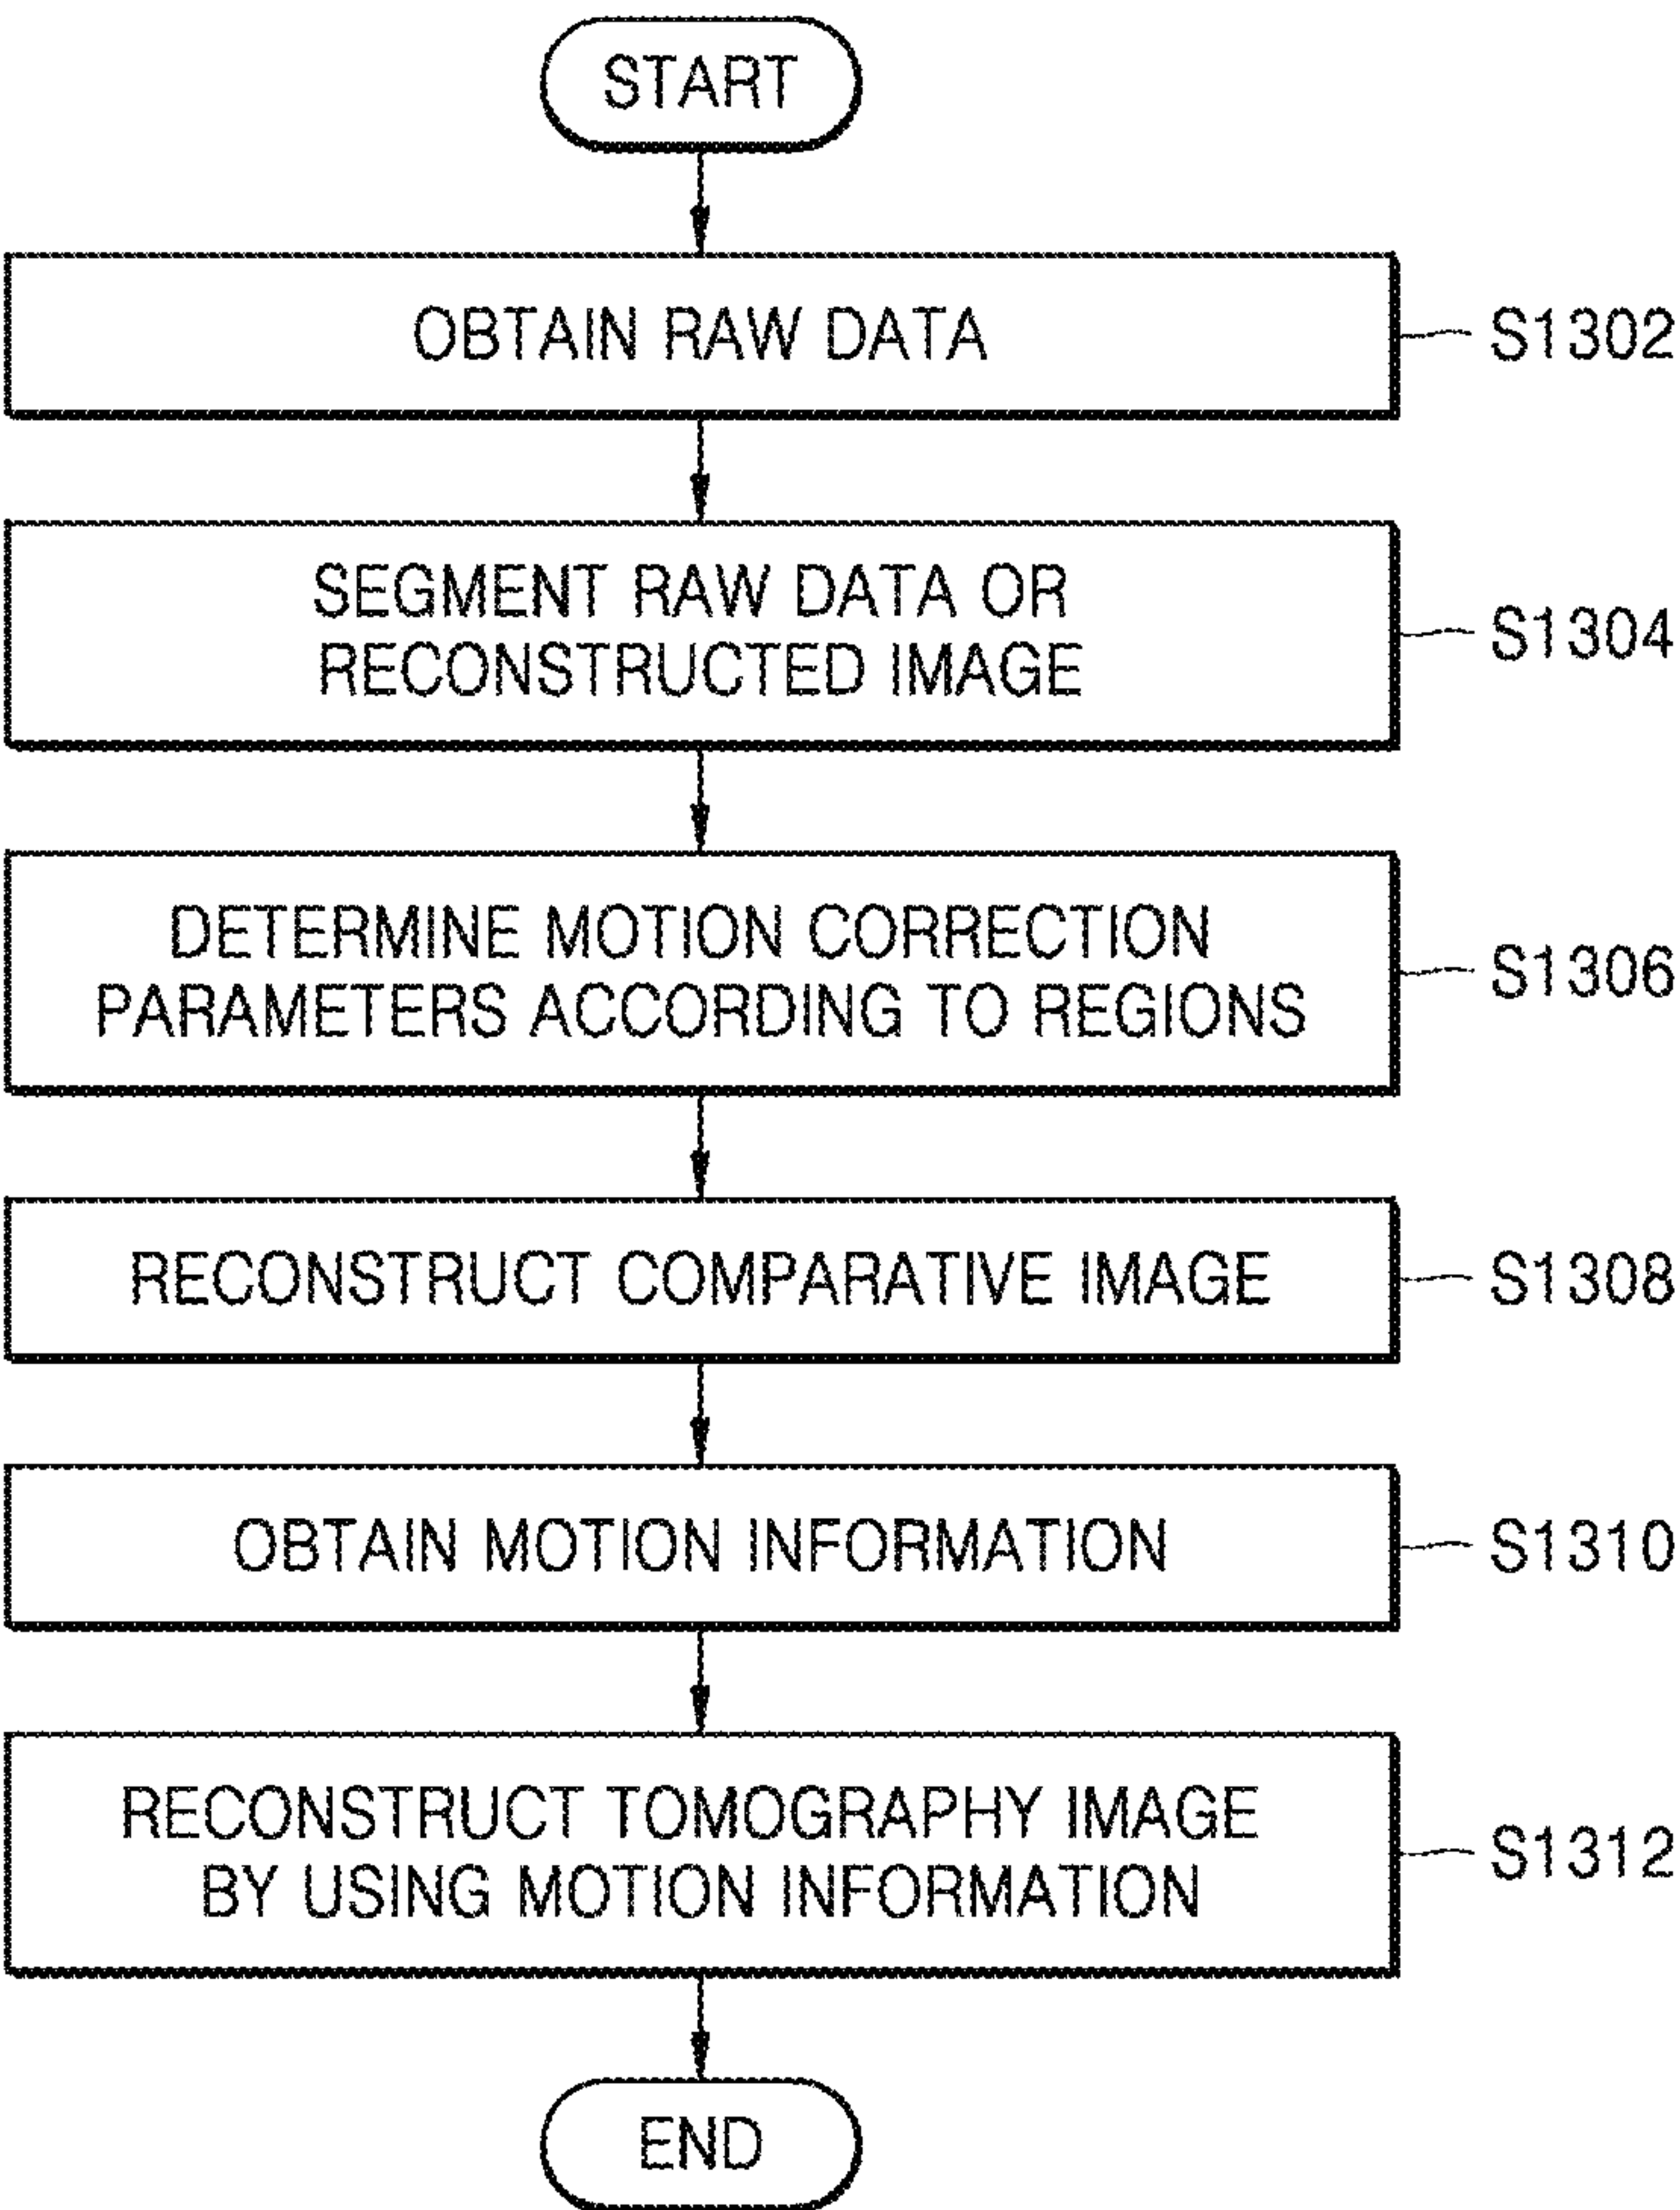 START
OBTAIN RAW DATA
S1302
SEGMENT RAW DATA OR
RECONSTRUCTED IMAGE
S1304
DETERMINE MOTION CORRECTION
PARAMETERS ACCORDING TO REGIONS
S1306
RECONSTRUCT COMPARATIVE IMAGE
S1308
OBTAIN MOTION INFORMATION
S1310
RECONSTRUCT TOMOGRAPHY IMAGE
BY USING MOTION INFORMATION
S1312
END